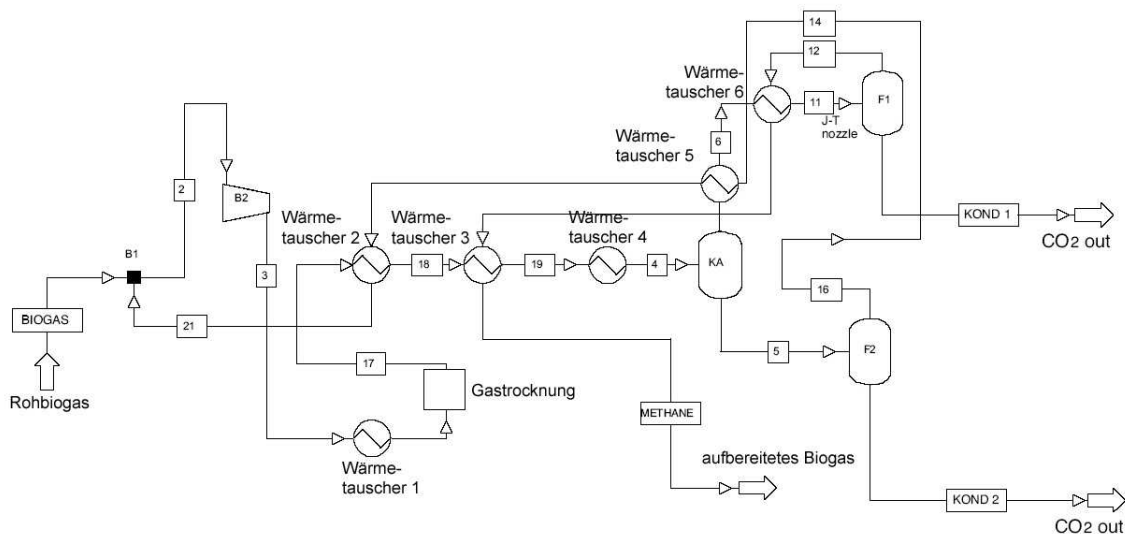 14
12
Wärme-
tauscher 6
11
F1
J-T
nozzle
Wärme-
tauscher 5
6
2
B2
Wärme-
tauscher 2
Wärme-
tauscher 3
Wärme-
tauscher 4
KOND 1
CO2 out
B1
3
18
19
4
KA
BIOGAS
21
16
5
F2
17
Gastrocknung
Rohbiogas
METHANE
aufbereitetes Biogas
Wärme-
tauscher 1
KOND 2
CO2 out